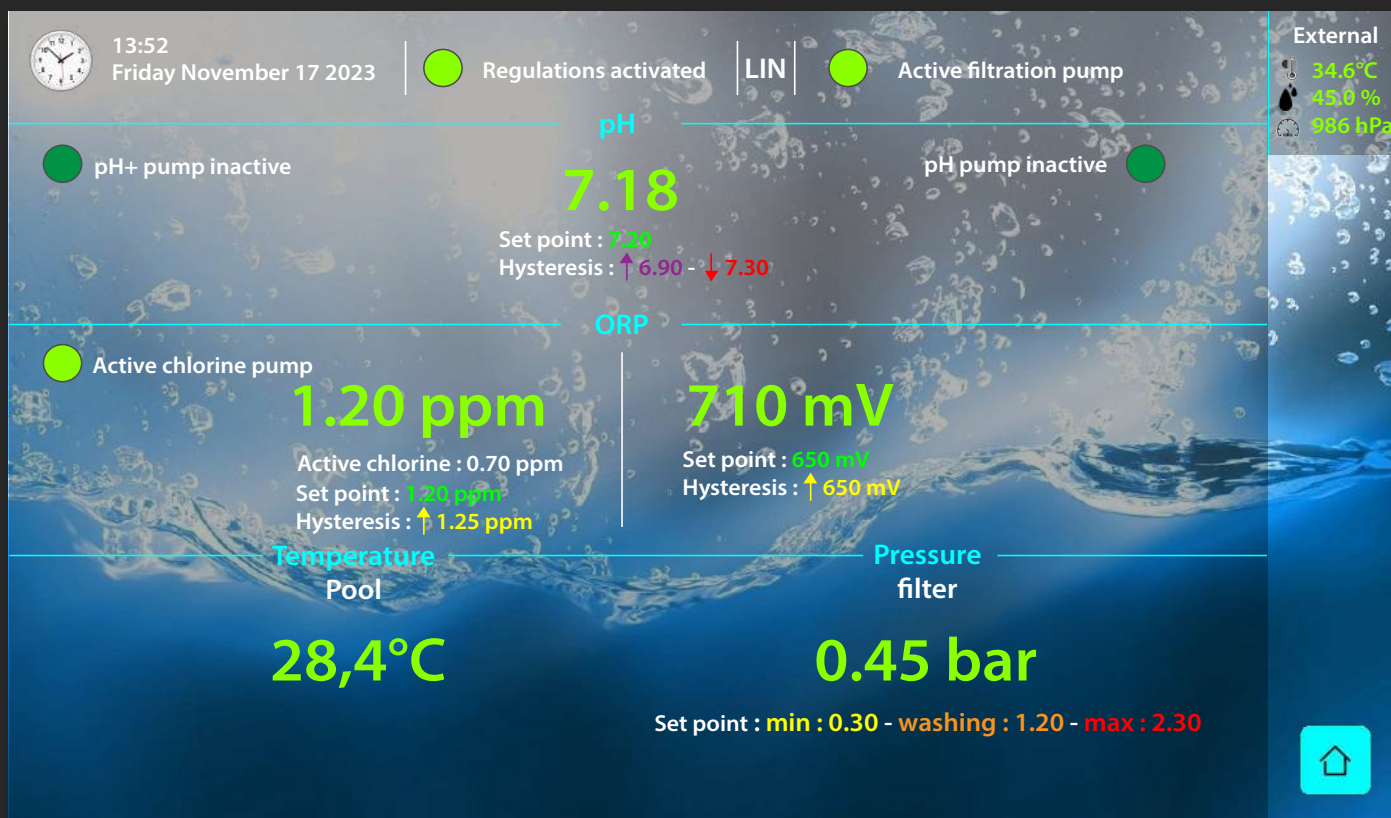 13:52
Friday November 17 2023
Regulations activated
LIN
Active filtration pump
External
34.6°C
45.0 %
986 hPa
pH
pH+ pump inactive
7.18
pH pump inactive
Set point : 7.20
Hysteresis : ↑ 6.90 - ↓ 7.30
ORP
Active chlorine pump
1.20 ppm
Active chlorine : 0.70 ppm
Set point : 1.20 ppm
Hysteresis : ↑ 1.25 ppm
710 mV
Set point : 650 mV
Hysteresis : ↑ 650 mV
Temperature
Pool
28,4°C
Pressure
filter
0.45 bar
Set point : min : 0.30 - washing : 1.20 - max : 2.30